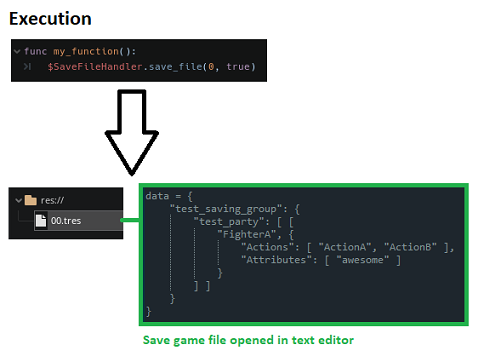 Execution
func my_function():
$SaveFileHandler.save_file(0, true)
res://
00.tres
data = {
"test_saving_group": {
"test_party": [ [
"FighterA", {
"Actions": [ "ActionA", "ActionB" ],
"Attributes": [ "awesome" ]
}
] ]
}
}
Save game file opened in text editor